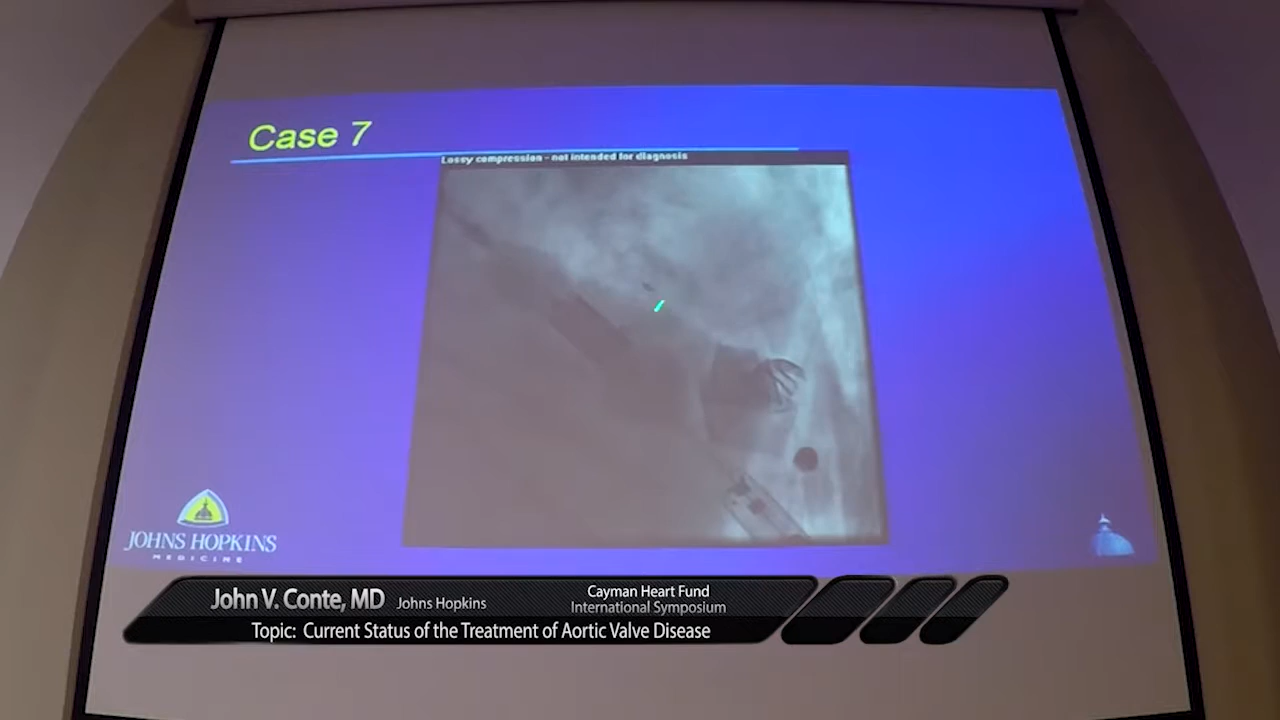 Case 7
Lossy compression - not intended for diagnosis
JOHNS HOPKINS
MEDICINE
John V. Conte, MD Johns Hopkins
Cayman Heart Fund
International Symposium
Topic: Current Status of the Treatment of Aortic Valve Disease